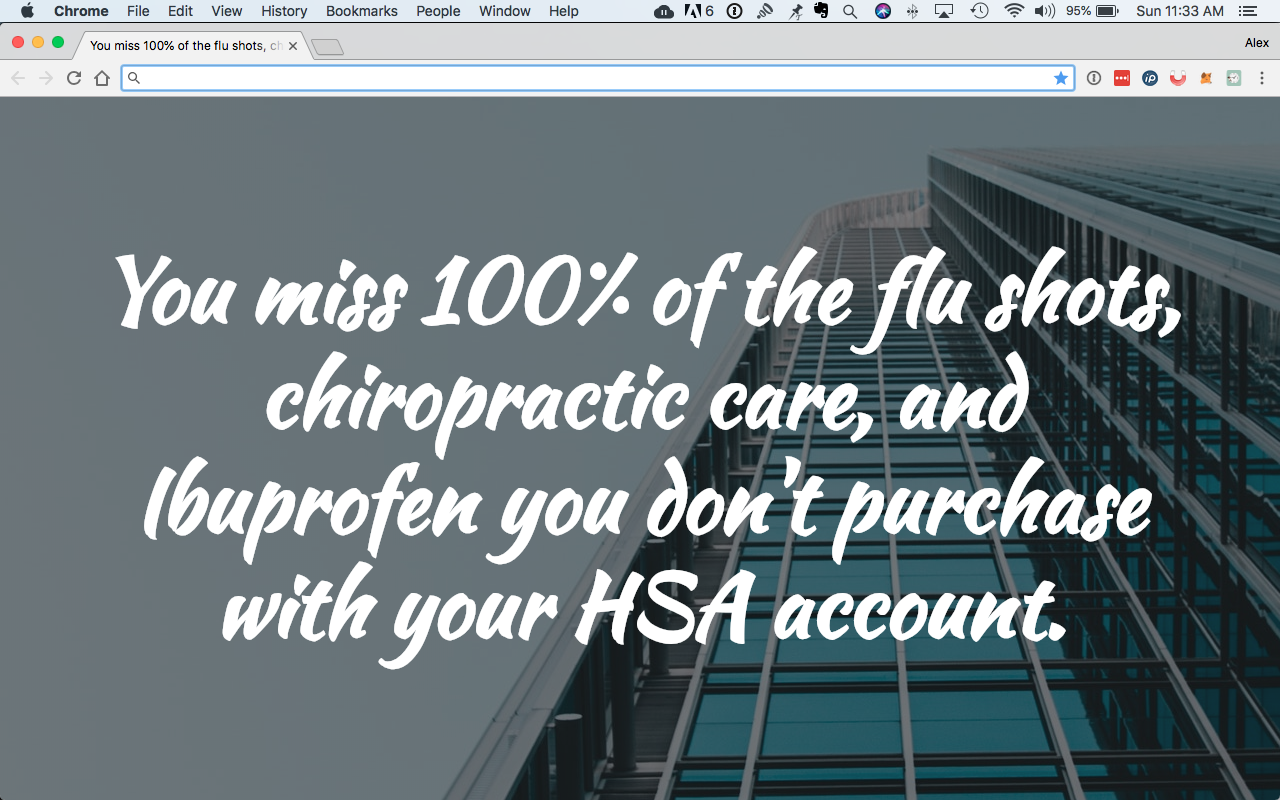 Chrome File Edit View History Bookmarks People Window Help 6 95% Sun 11:33 AM
You miss 100% of the flu shots, ch
Alex
You miss 100% of the flu shots,
chiropractic care, and
Ibuprofen you don't purchase
with your HSA account.